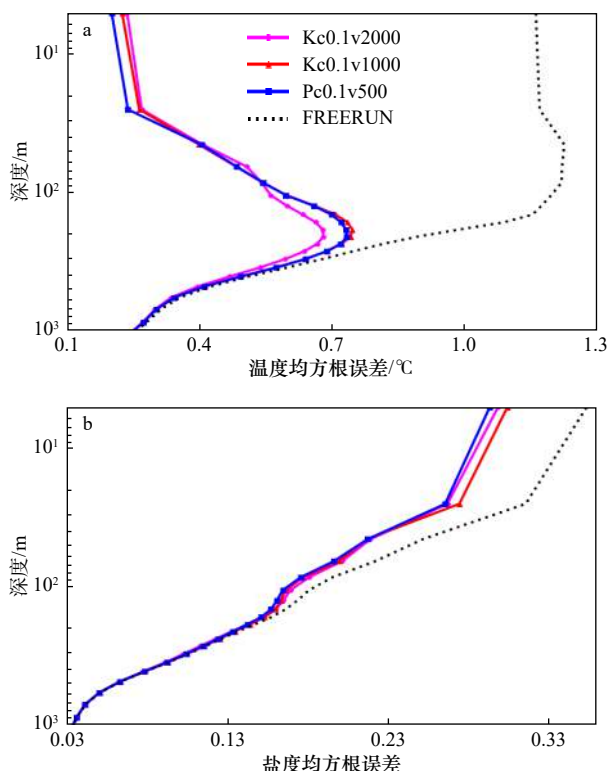 a
Kc0.1v2000
Kc0.1v1000
Pc0.1v500
FREERUN
10¹
10²
10³
深度/m
0.1 0.4 0.7 1.0 1.3
温度均方根误差/℃
b
10¹
10²
10³
深度/m
0.03 0.13 0.23 0.33
盐度均方根误差